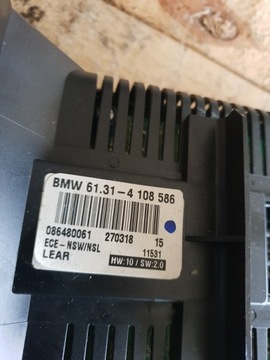 BMW 61.31-4 108 586
086480061 270318 15
ECE-NSW/NSL 11531
LEAR HW:10 / SW:2.0